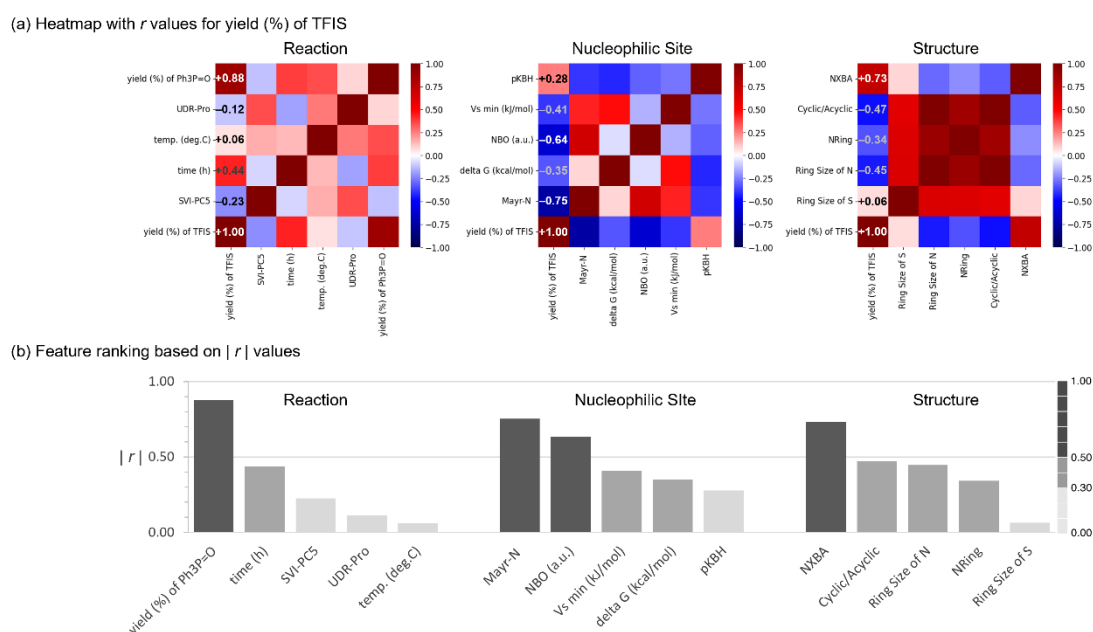 (a) Heatmap with r values for yield (%) of TFIS
Reaction
yield (%) of Ph3P=O
UDR-Pro
temp. (deg.C)
time (h)
SVI-PC5
yield (%) of TFIS
+0.88
−0.12
+0.06
+0.44
−0.23
+1.00
yield (%) of TFIS
SVI-PC5
time (h)
temp. (deg.C)
UDR-Pro
yield (%) of Ph3P=O
1.00
0.75
0.50
0.25
0.00
−0.25
−0.50
−0.75
−1.00
Nucleophilic Site
pKBH
Vs min (kJ/mol)
NBO (a.u.)
delta G (kcal/mol)
Mayr-N
yield (%) of TFIS
+0.28
−0.41
−0.64
−0.35
−0.75
+1.00
yield (%) of TFIS
Mayr-N
delta G (kcal/mol)
NBO (a.u.)
Vs min (kJ/mol)
pKBH
1.00
0.75
0.50
0.25
0.00
−0.25
−0.50
−0.75
−1.00
Structure
NXBA
Cyclic/Acyclic
NRing
Ring Size of N
Ring Size of S
yield (%) of TFIS
+0.73
−0.47
−0.34
−0.45
+0.06
+1.00
yield (%) of TFIS
Ring Size of S
Ring Size of N
NRing
Cyclic/Acyclic
NXBA
1.00
0.75
0.50
0.25
0.00
−0.25
−0.50
−0.75
−1.00
(b) Feature ranking based on | r | values
1.00
| r | 0.50
0.00
Reaction
Nucleophilic SIte
Structure
yield (%) of Ph3P=O
time (h)
SVI-PC5
UDR-Pro
temp. (deg.C)
Mayr-N
NBO (a.u.)
Vs min (kJ/mol)
delta G (kcal/mol)
pKBH
NXBA
Cyclic/Acyclic
Ring Size of N
NRing
Ring Size of S
1.00
0.50
0.30
0.00